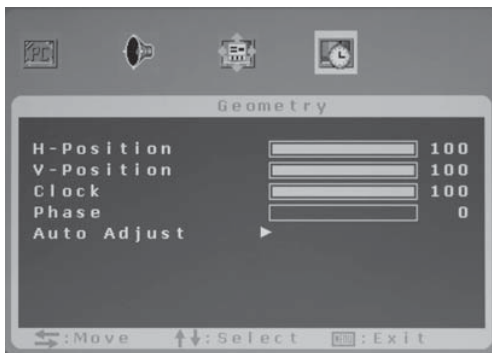 PC
Geometry
H-Position 100
V-Position 100
Clock 100
Phase 0
Auto Adjust
:Move :Select :Exit